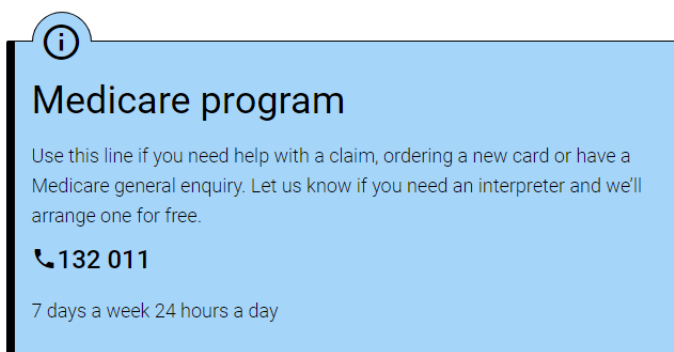 Medicare program
Use this line if you need help with a claim, ordering a new card or have a
Medicare general enquiry. Let us know if you need an interpreter and we'll
arrange one for free.
132 011
7 days a week 24 hours a day